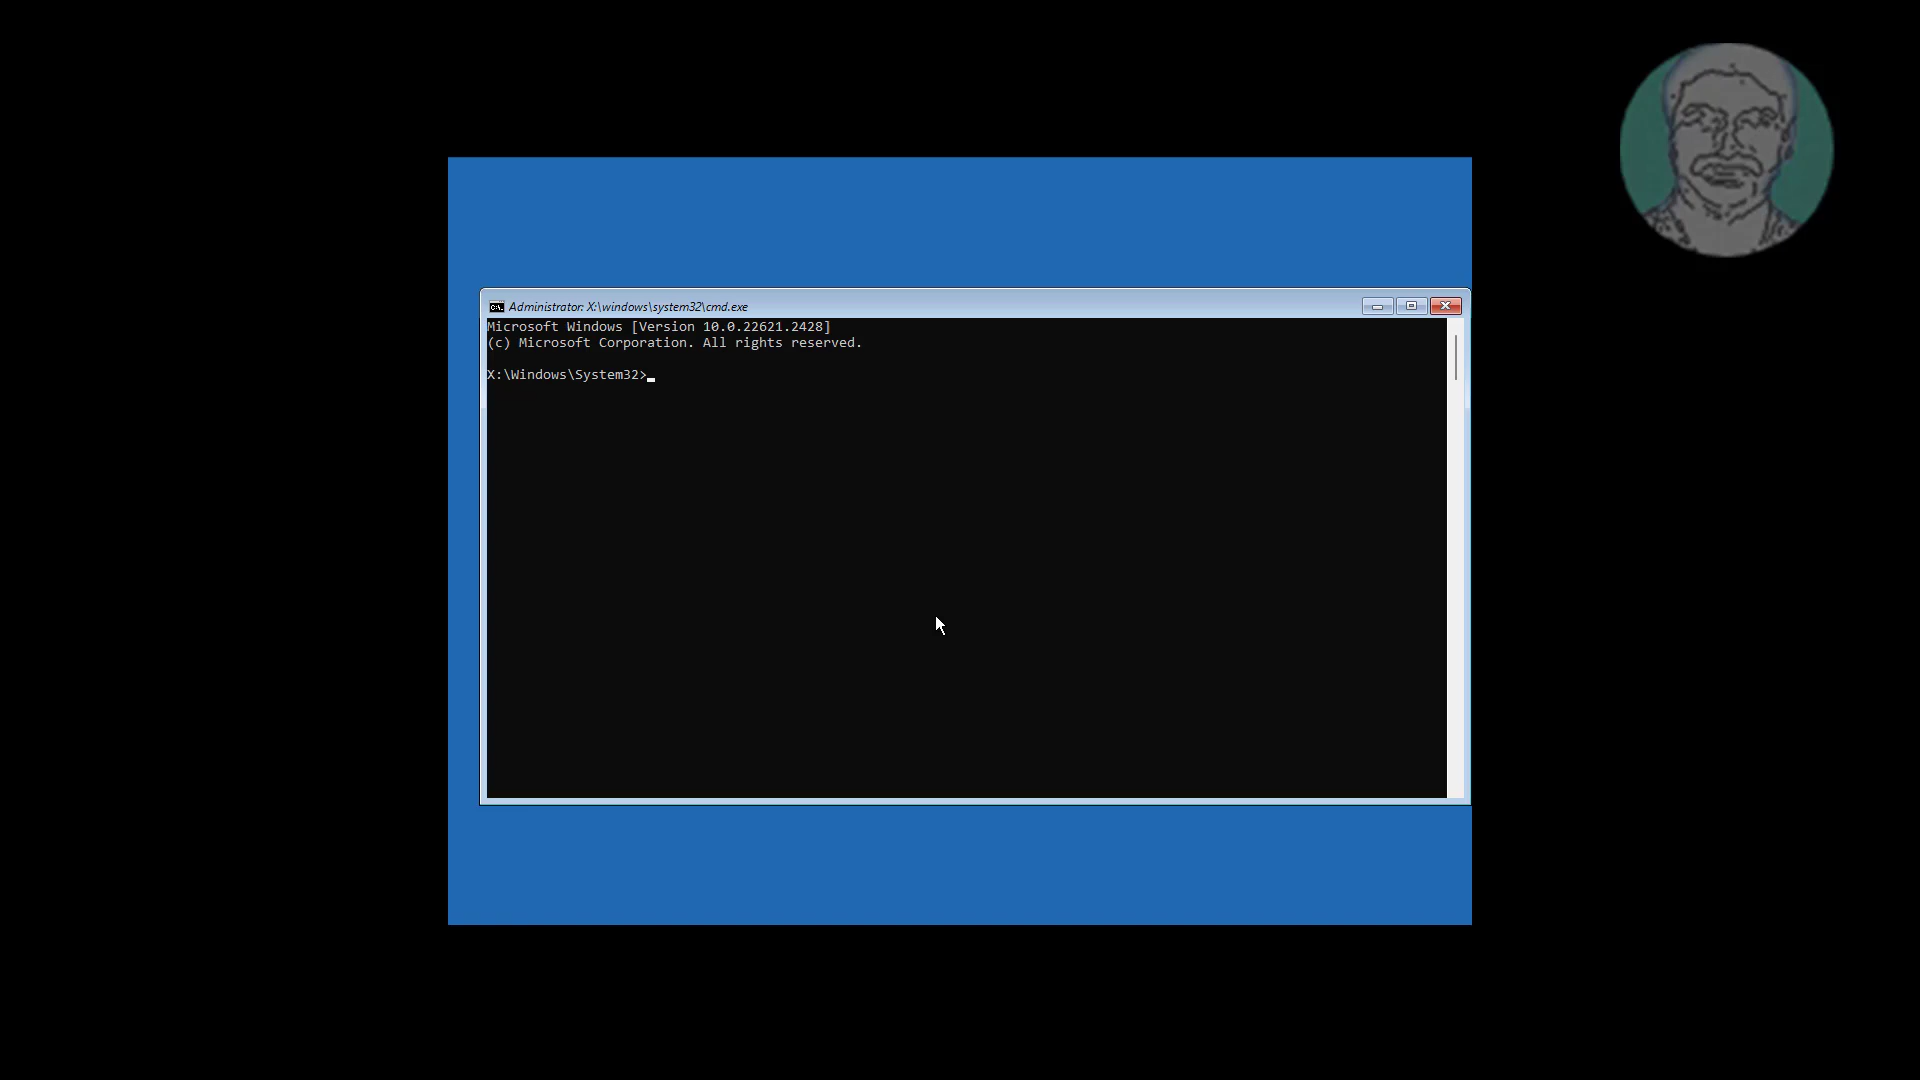 Administrator: X:\windows\system32\cmd.exe
Microsoft Windows [Version 10.0.22621.2428]
(c) Microsoft Corporation. All rights reserved.
X:\Windows\System32>